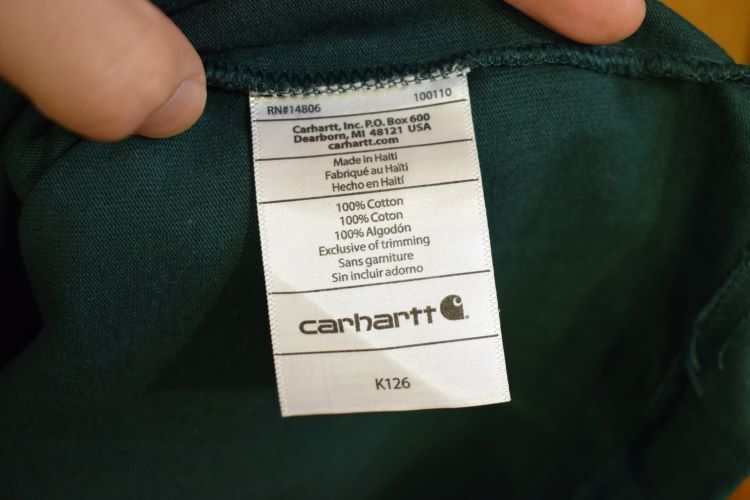 RN#14806 100110
Carhartt, Inc. P.O. Box 600
Dearborn, MI 48121 USA
carhartt.com
Made in Haiti
Fabriqué au Haïti
Hecho en Haití
100% Cotton
100% Coton
100% Algodón
Exclusive of trimming
Sans garniture
Sin incluir adorno
carhartt
K126